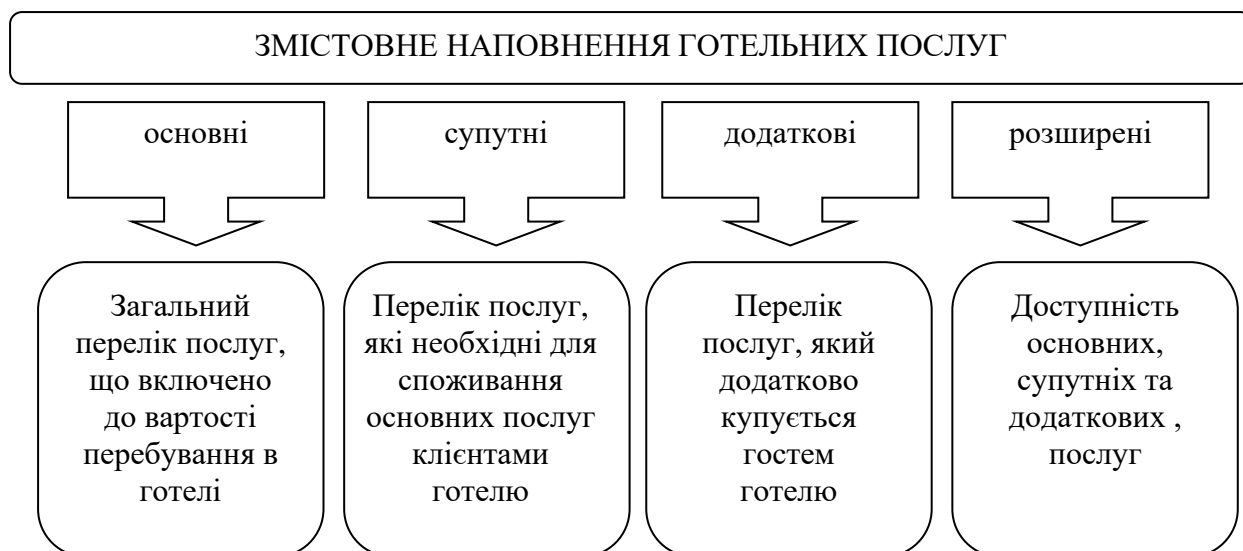 ЗМІСТОВНЕ НАПОВНЕННЯ ГОТЕЛЬНИХ ПОСЛУГ
основні
супутні
додаткові
розширені
Загальний
перелік послуг,
що включено
до вартості
перебування в
готелі
Перелік послуг,
які необхідні для
споживання
основних послуг
клієнтами
готелю
Перелік
послуг, який
додатково
купується
гостем
готелю
Доступність
основних,
супутніх та
додаткових ,
послуг